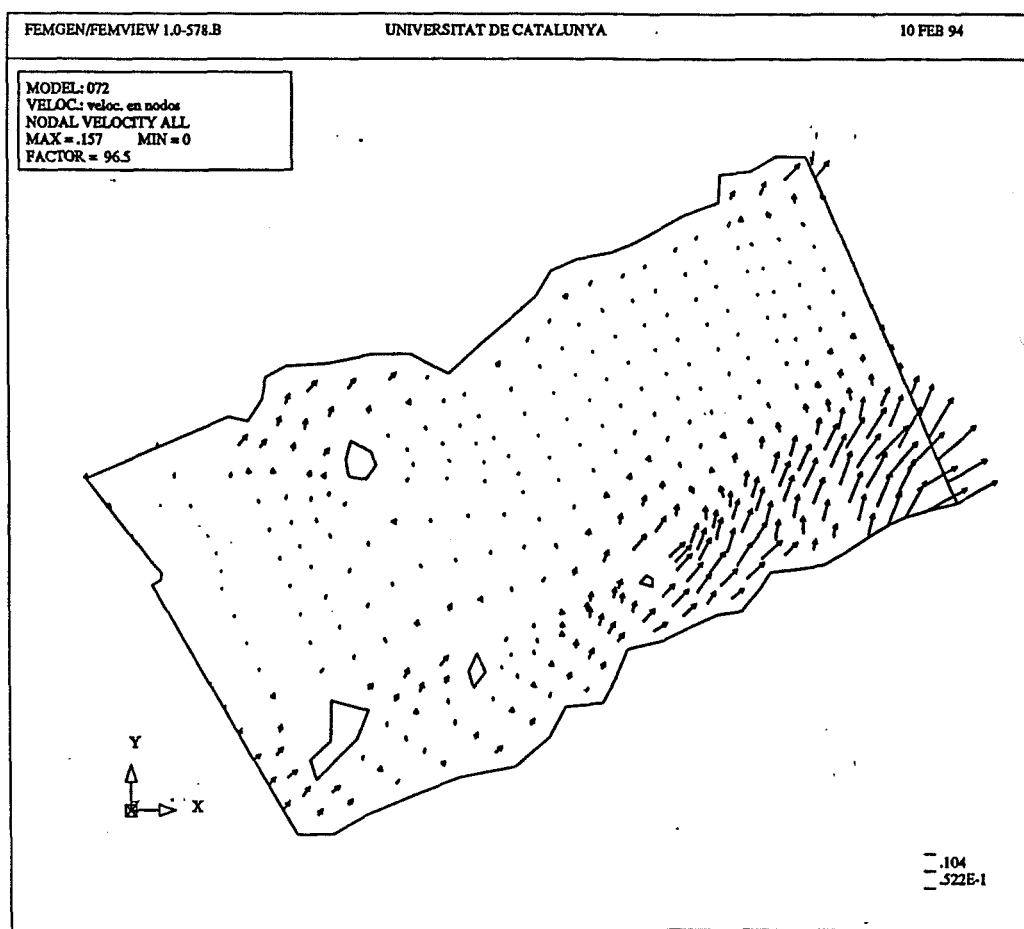 FEMGEN/FEMVIEW 1.0-578.B UNIVERSITAT DE CATALUNYA 10 FEB 94
MODEL: 072
VELOC.: veloc. en nodos
NODAL VELOCITY ALL
MAX = .157 MIN = 0
FACTOR = 96.5
Y
X
.104
.522E-1